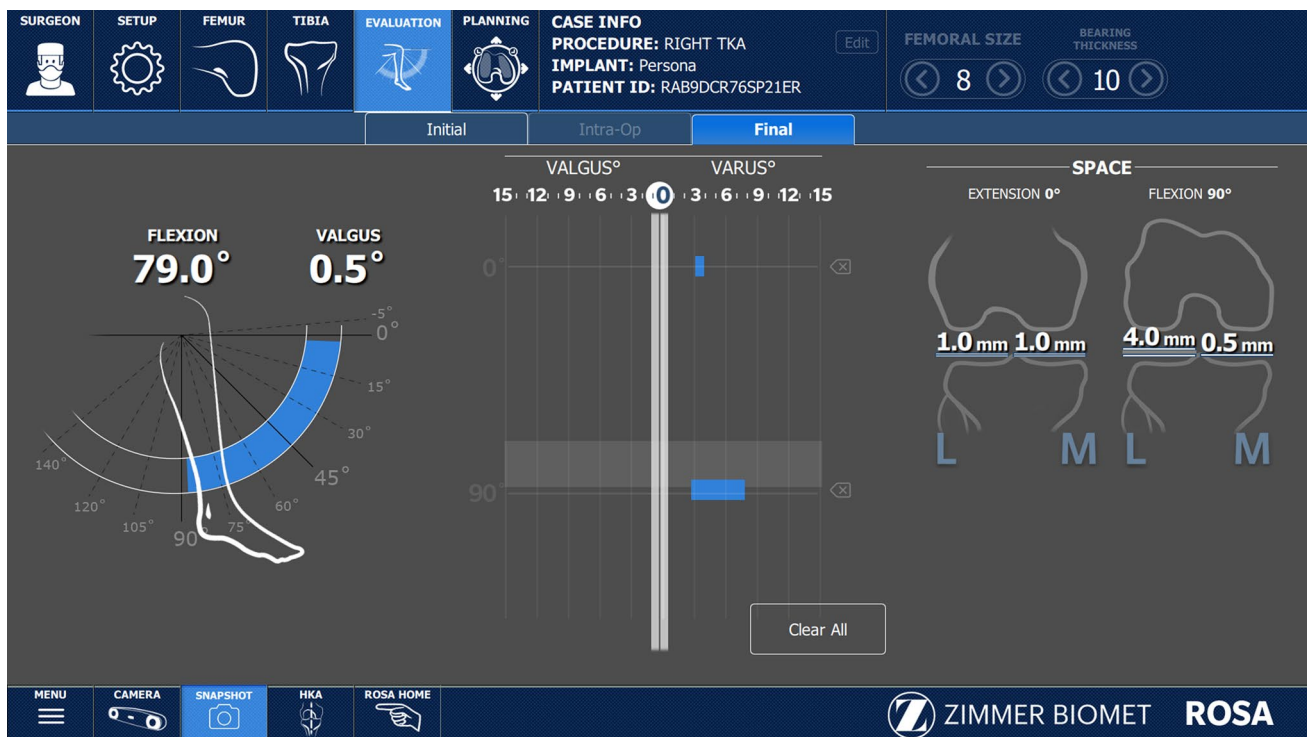 SURGEON
SETUP
FEMUR
TIBIA
EVALUATION
PLANNING
CASE INFO
PROCEDURE: RIGHT TKA
IMPLANT: Persona
PATIENT ID: RAB9DCR76SP21ER
Edit
FEMORAL SIZE
8
BEARING
THICKNESS
10
Initial
Intra-Op
Final
VALGUS° VARUS°
15 12 9 6 3 0 3 6 9 12 15
0°
90°
Clear All
FLEXION
79.0°
VALGUS
0.5°
-5°
0°
15°
30°
45°
60°
75°
90°
105°
120°
140°
SPACE
EXTENSION 0°
FLEXION 90°
1.0 mm 1.0 mm
4.0 mm 0.5 mm
L M L M
MENU
CAMERA
SNAPSHOT
HKA
ROSA HOME
ZIMMER BIOMET
ROSA